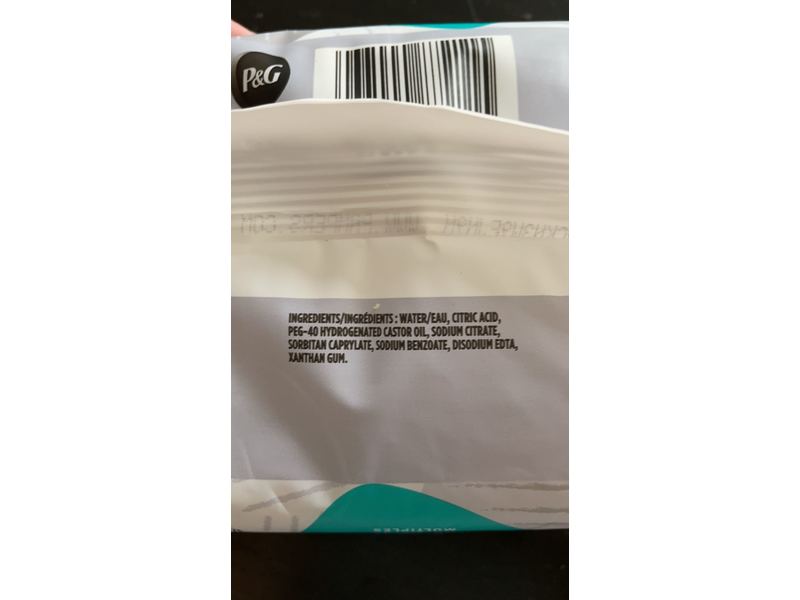 P&G
INGREDIENTS/INGRÉDIENTS : WATER/EAU, CITRIC ACID,
PEG-40 HYDROGENATED CASTOR OIL, SODIUM CITRATE,
SORBITAN CAPRYLATE, SODIUM BENZOATE, DISODIUM EDTA,
XANTHAN GUM.
MULTIPLES